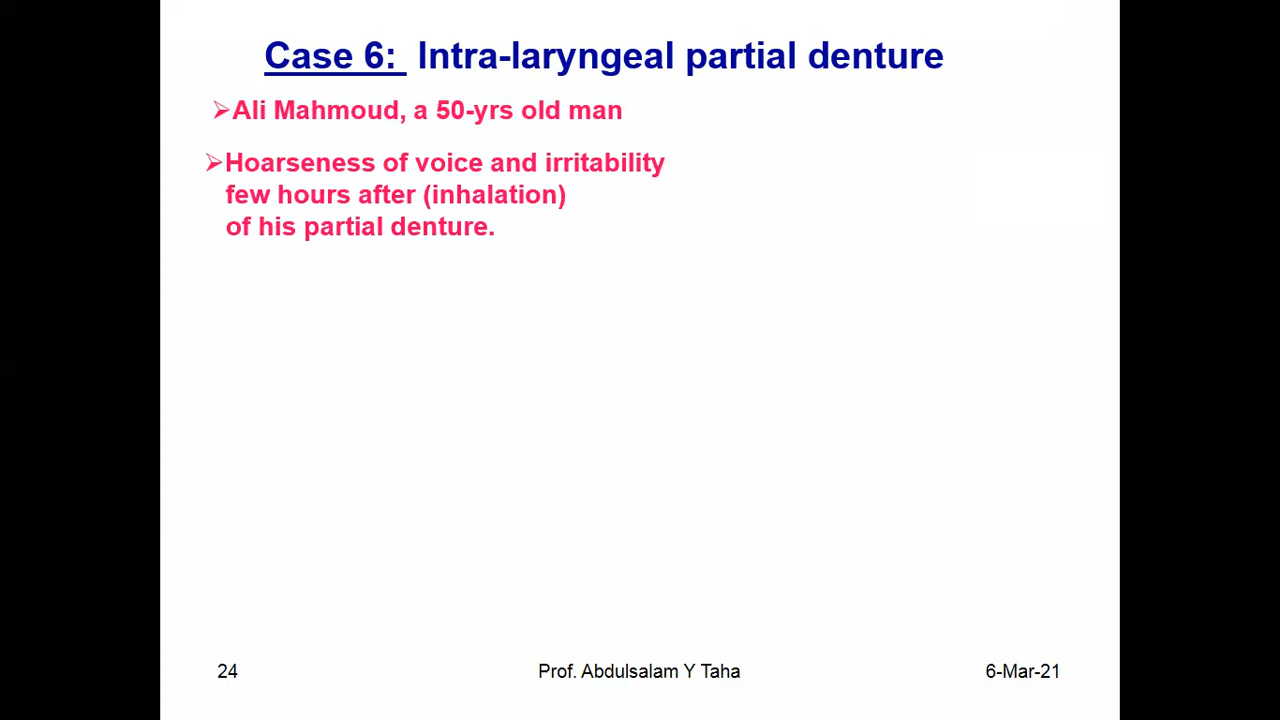 Case 6: Intra-laryngeal partial denture
➢Ali Mahmoud, a 50-yrs old man
➢Hoarseness of voice and irritability
few hours after (inhalation)
of his partial denture.
24 Prof. Abdulsalam Y Taha 6-Mar-21